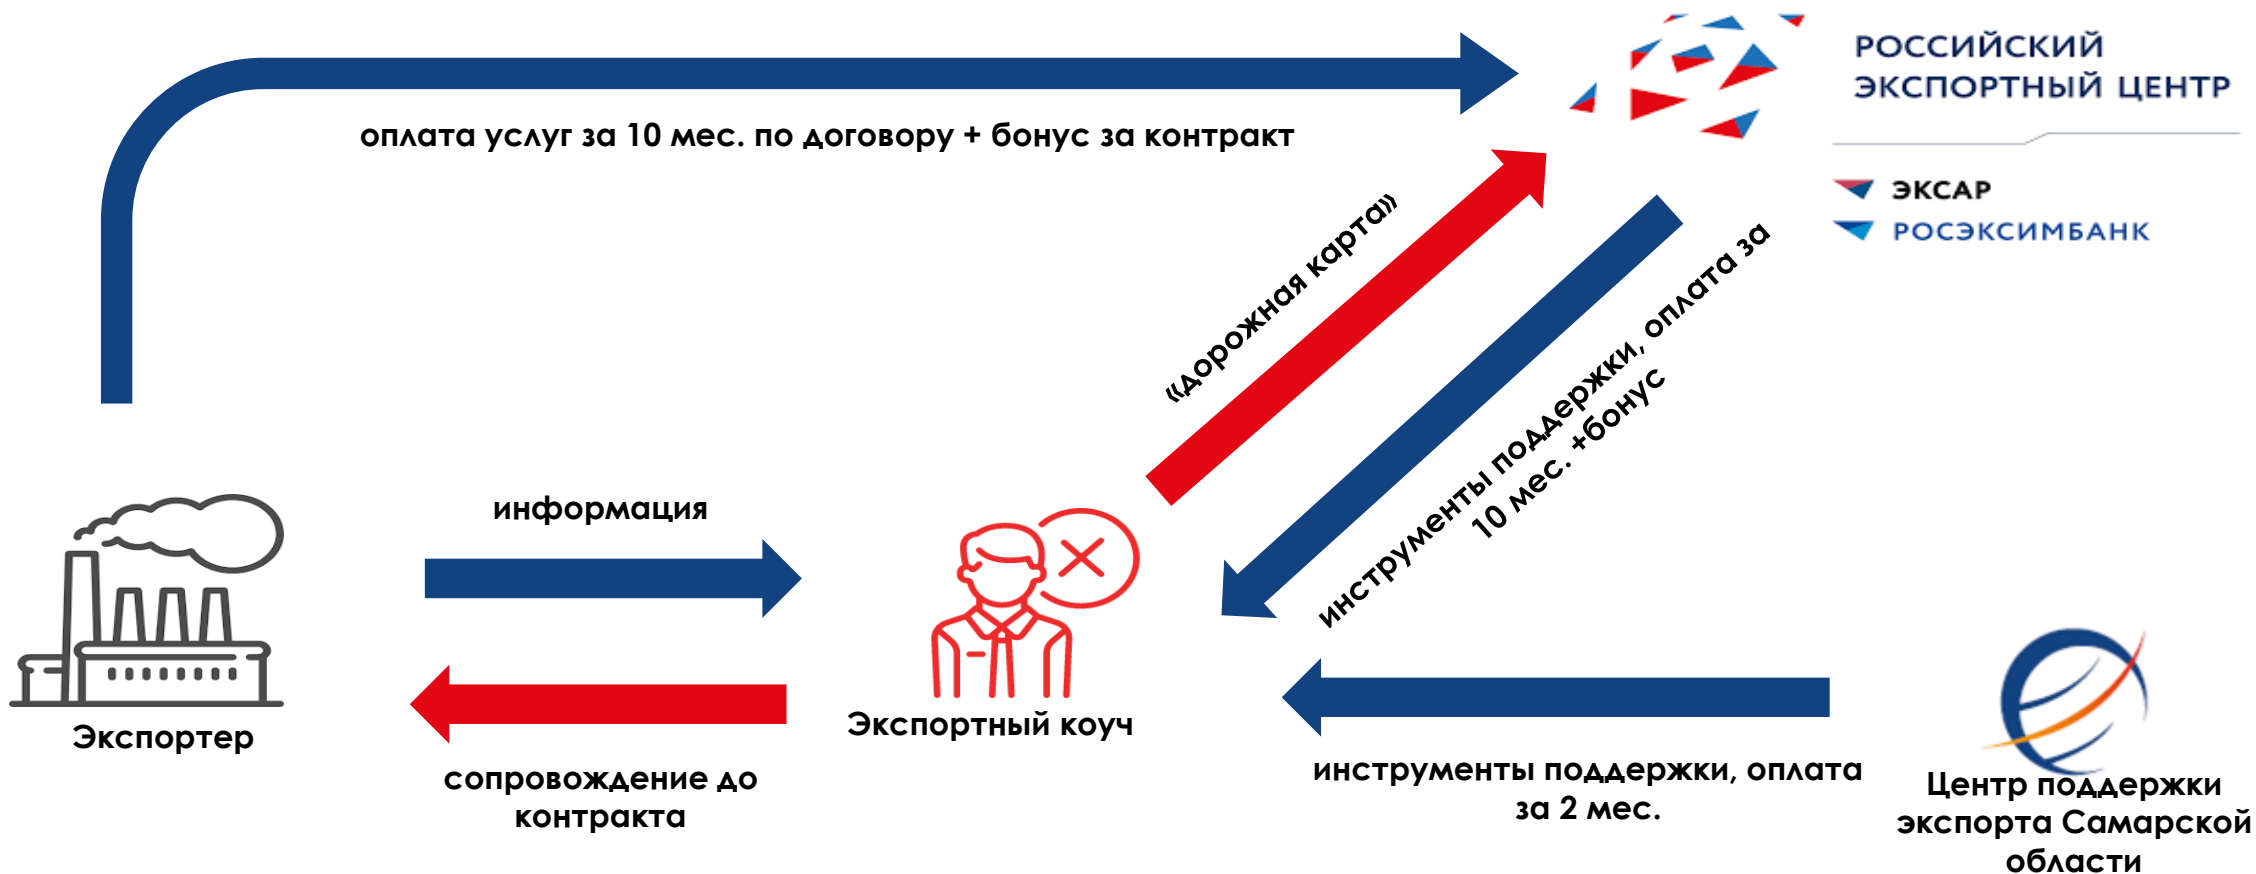 РОССИЙСКИЙ
ЭКСПОРТНЫЙ ЦЕНТР
ЭКСАР
РОСЭКСИМБАНК
оплата услуг за 10 мес. по договору + бонус за контракт
«дорожная карта»
инструменты поддержки, оплата за
10 мес. +бонус
информация
Экспортер
Экспортный коуч
сопровождение до
контракта
инструменты поддержки, оплата
за 2 мес.
Центр поддержки
экспорта Самарской
области